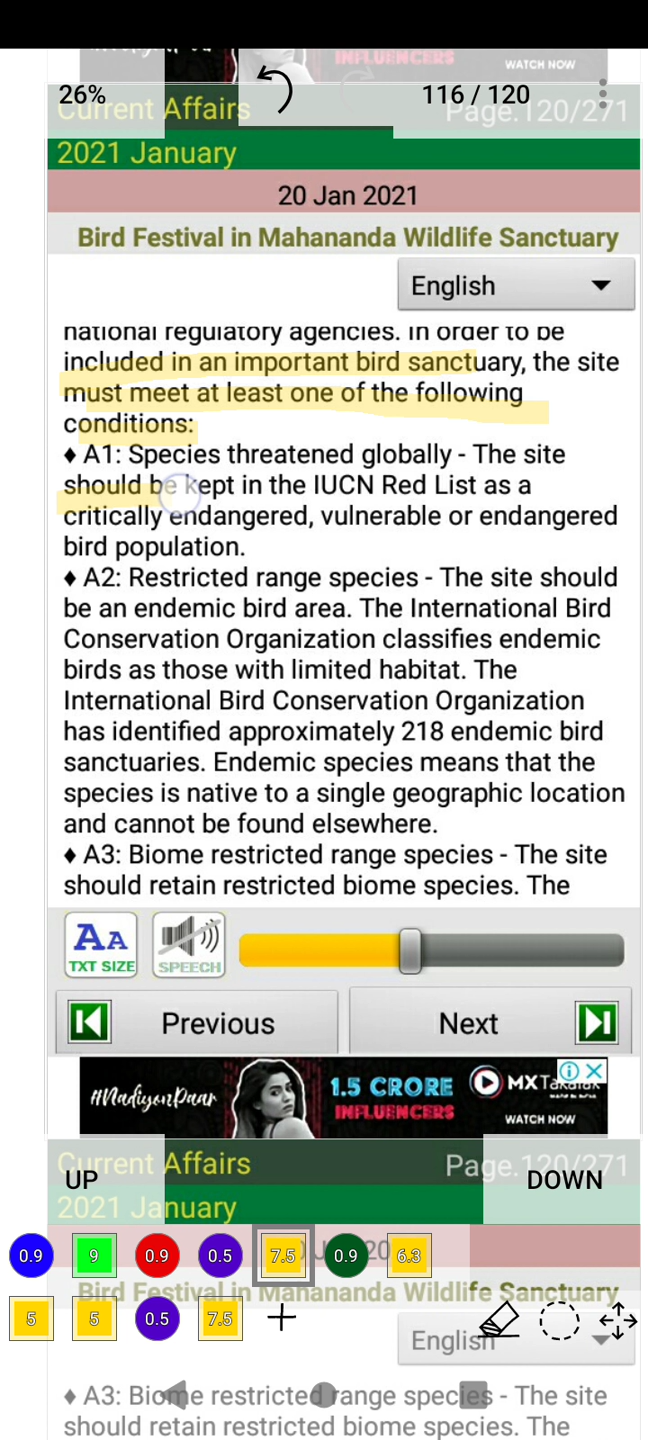 INFLUENCERS
WATCH NOW
26%
116 / 120
Current Affairs
Page.120/271
2021 January
20 Jan 2021
Bird Festival in Mahananda Wildlife Sanctuary
English
national regulatory agencies. In order to be
included in an important bird sanctuary, the site
must meet at least one of the following
conditions:
♦ A1: Species threatened globally - The site
should be kept in the IUCN Red List as a
critically endangered, vulnerable or endangered
bird population.
♦ A2: Restricted range species - The site should
be an endemic bird area. The International Bird
Conservation Organization classifies endemic
birds as those with limited habitat. The
International Bird Conservation Organization
has identified approximately 218 endemic bird
sanctuaries. Endemic species means that the
species is native to a single geographic location
and cannot be found elsewhere.
♦ A3: Biome restricted range species - The site
should retain restricted biome species. The
AA
TXT SIZE
SPEECH
Previous
Next
#NadiyonPaar
1.5 CRORE
INFLUENCERS
MXTakatak
WATCH NOW
Current Affairs
Page.120/271
UP
DOWN
2021 January
0.9 9 0.9 0.5 7.5 0.9 6.3
Bird Festival in Mahananda Wildlife Sanctuary
5 5 0.5 7.5
English
♦ A3: Biome restricted range species - The site
should retain restricted biome species. The